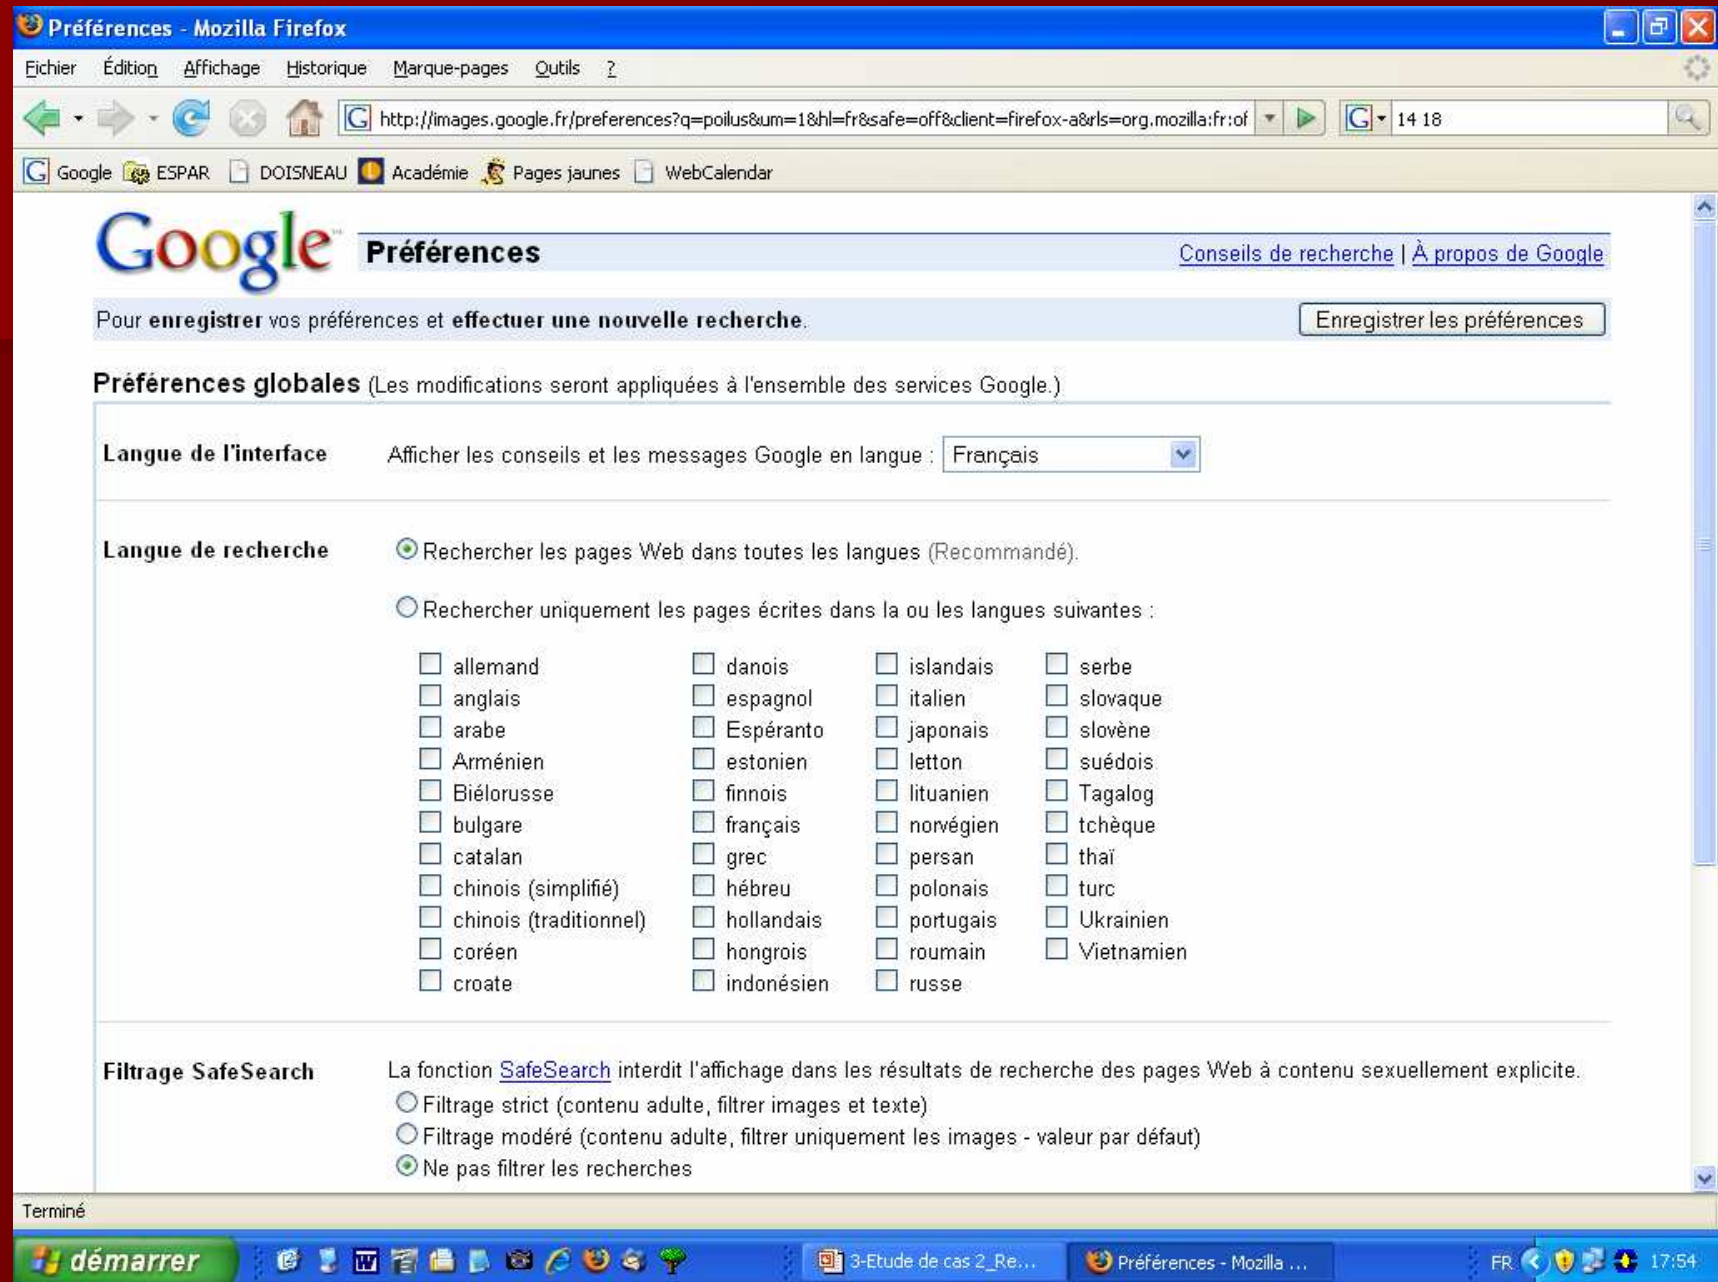 Préférences - Mozilla Firefox
Fichier Édition Affichage Historique Marque-pages Outils ?
http://images.google.fr/preferences?q=poilus&um=1&hl=fr&safe=off&client=firefox-a&rls=org.mozilla:fr:of G 14 18
Google ESPAR DOISNEAU Académie Pages jaunes WebCalendar
Google™ Préférences Conseils de recherche | À propos de Google
Pour enregistrer vos préférences et effectuer une nouvelle recherche. Enregistrer les préférences
Préférences globales (Les modifications seront appliquées à l'ensemble des services Google.)
Langue de l'interface Afficher les conseils et les messages Google en langue : Français
Langue de recherche Rechercher les pages Web dans toutes les langues (Recommandé).
Rechercher uniquement les pages écrites dans la ou les langues suivantes :
allemand danois islandais serbe
anglais espagnol italien slovaque
arabe Espéranto japonais slovène
Arménien estonien letton suédois
Biélorusse finnois lituanien Tagalog
bulgare français norvégien tchèque
catalan grec persan thaï
chinois (simplifié) hébreu polonais turc
chinois (traditionnel) hollandais portugais Ukrainien
coréen hongrois roumain Vietnamien
croate indonésien russe
Filtrage SafeSearch La fonction SafeSearch interdit l'affichage dans les résultats de recherche des pages Web à contenu sexuellement explicite.
Filtrage strict (contenu adulte, filtrer images et texte)
Filtrage modéré (contenu adulte, filtrer uniquement les images - valeur par défaut)
Ne pas filtrer les recherches
Terminé
démarrer 3-Etude de cas 2_Re... Préférences - Mozilla ... FR 17:54